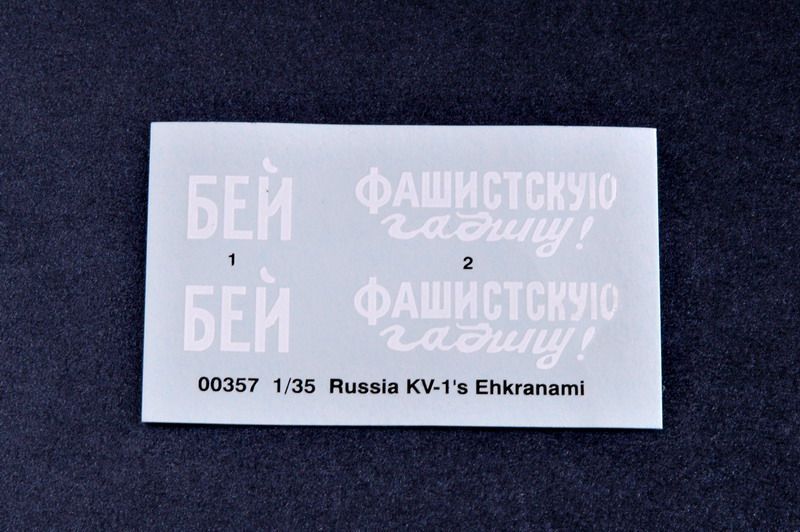 БЕЙ ФАШИСТСКУЮ
гадину!
1 2
БЕЙ ФАШИСТСКУЮ
гадину!
00357 1/35 Russia KV-1's Ehkranami